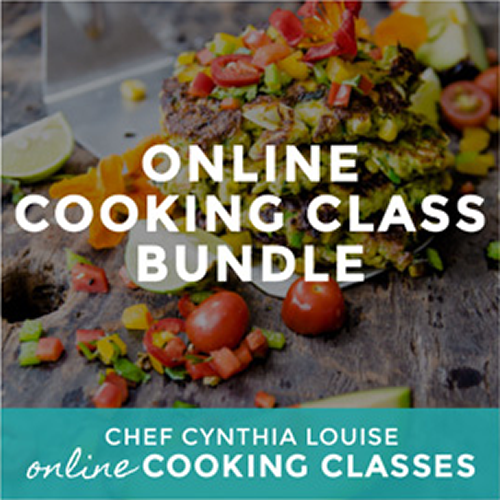 ONLINE
COOKING CLASS
BUNDLE
CHEF CYNTHIA LOUISE
online COOKING CLASSES